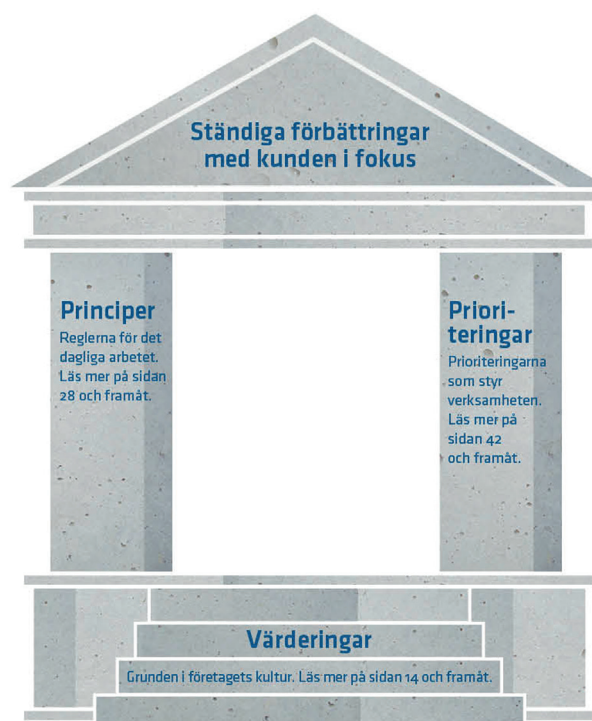 Ständiga förbättringar
med kunden i fokus
Principer
Reglerna för det
dagliga arbetet.
Läs mer på sidan
28 och framåt.
Priori-
teringar
Prioriteringarna
som styr
verksamheten.
Läs mer på
sidan 42
och framåt.
Värderingar
Grunden i företagets kultur. Läs mer på sidan 14 och framåt.